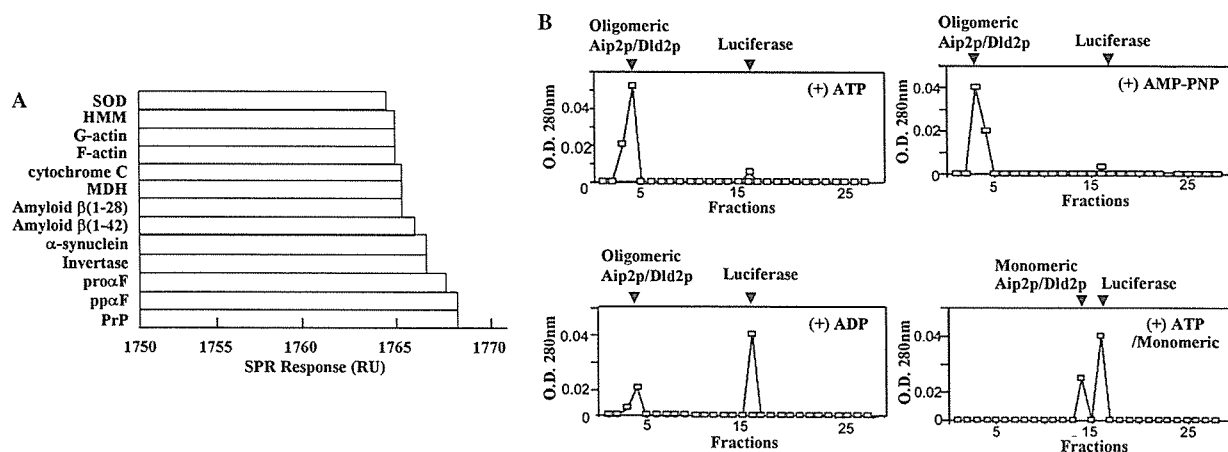 A
SOD
HMM
G-actin
F-actin
cytochrome C
MDH
Amyloid β(1-28)
Amyloid β(1-42)
α-synuclein
Invertase
proαF
ppαF
PrP
1750 1755 1760 1765 1770
SPR Response (RU)
B
Oligomeric
Aip2p/Dld2p
Luciferase
(+) ATP
O.D. 280nm
0.04
0.02
0
5 15 25
Fractions
Oligomeric
Aip2p/Dld2p
Luciferase
(+) AMP-PNP
O.D. 280nm
0.04
0.02
0
5 15 25
Fractions
Oligomeric
Aip2p/Dld2p
Luciferase
(+) ADP
O.D. 280nm
0.04
0.02
0
5 15 25
Fractions
Monomeric
Aip2p/Dld2p
Luciferase
(+) ATP
/Monomeric
O.D. 280nm
0.04
0.02
0
5 15 25
Fractions